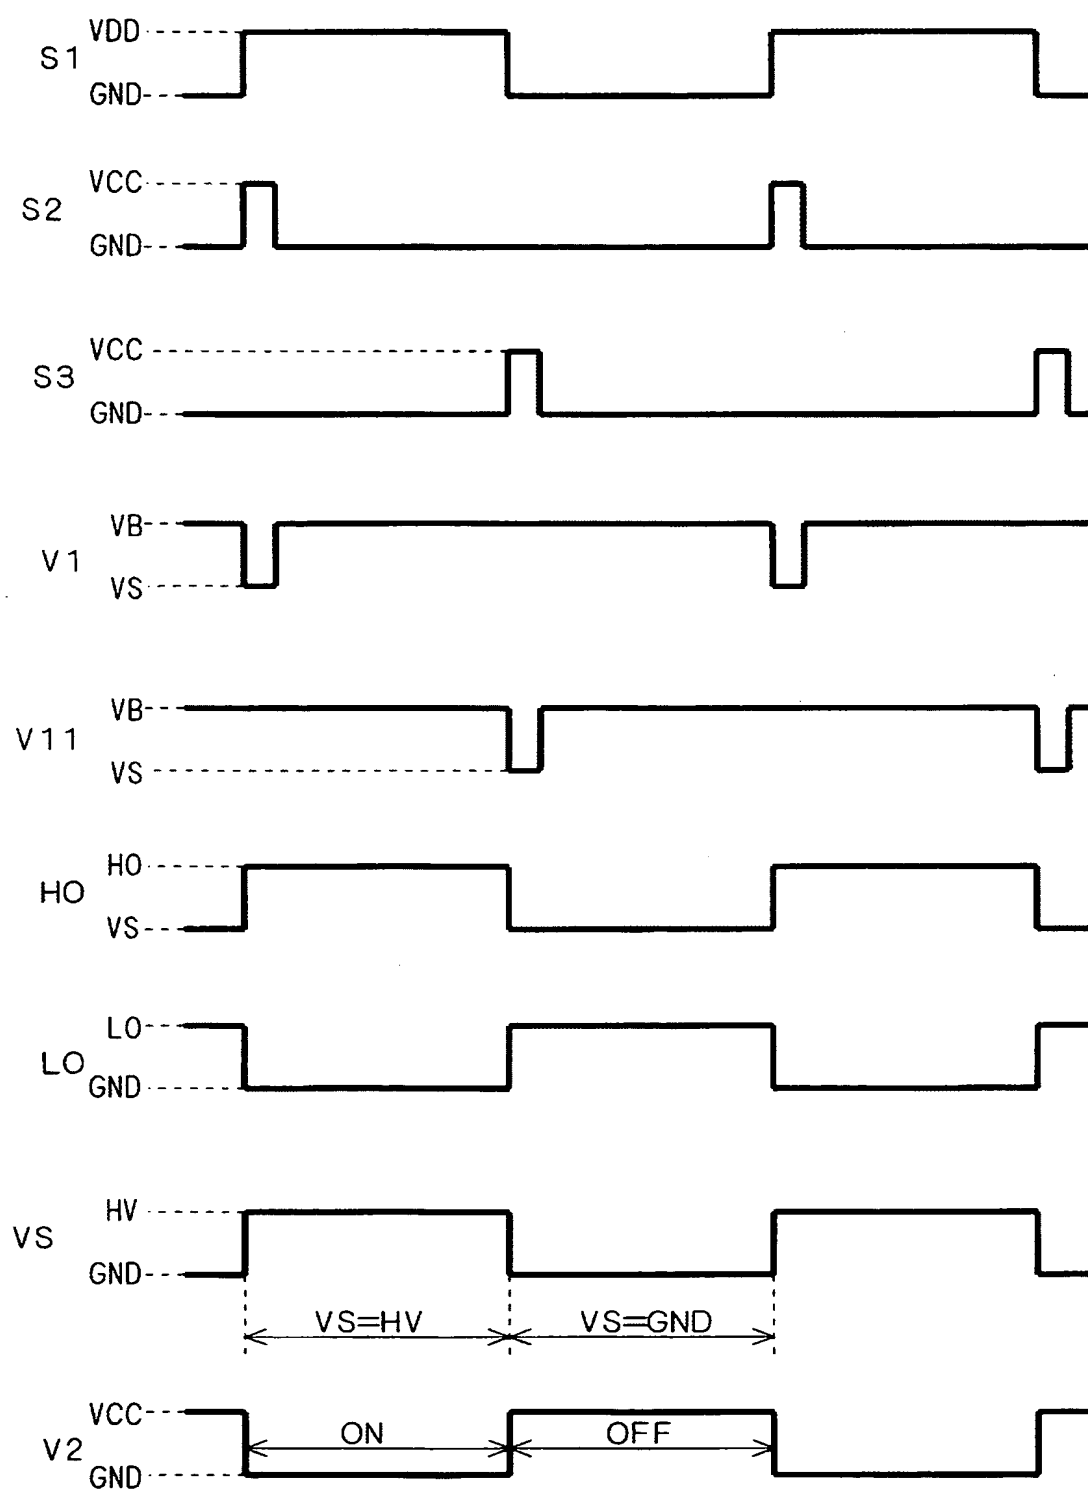 VDD
S1
GND
VCC
S2
GND
VCC
S3
GND
VB
V1
VS
VB
V11
VS
HO
HO
VS
LO
LO
GND
HV
VS
GND
VS=HV VS=GND
VCC
ON OFF
V2
GND